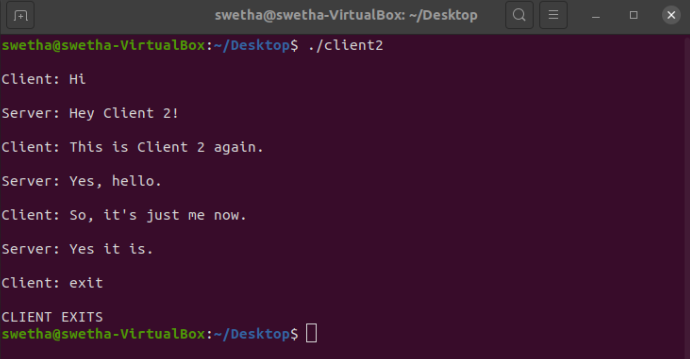 swetha@swetha-VirtualBox: ~/Desktop
swetha@swetha-VirtualBox:~/Desktop$ ./client2
Client: Hi
Server: Hey Client 2!
Client: This is Client 2 again.
Server: Yes, hello.
Client: So, it's just me now.
Server: Yes it is.
Client: exit
CLIENT EXITS
swetha@swetha-VirtualBox:~/Desktop$